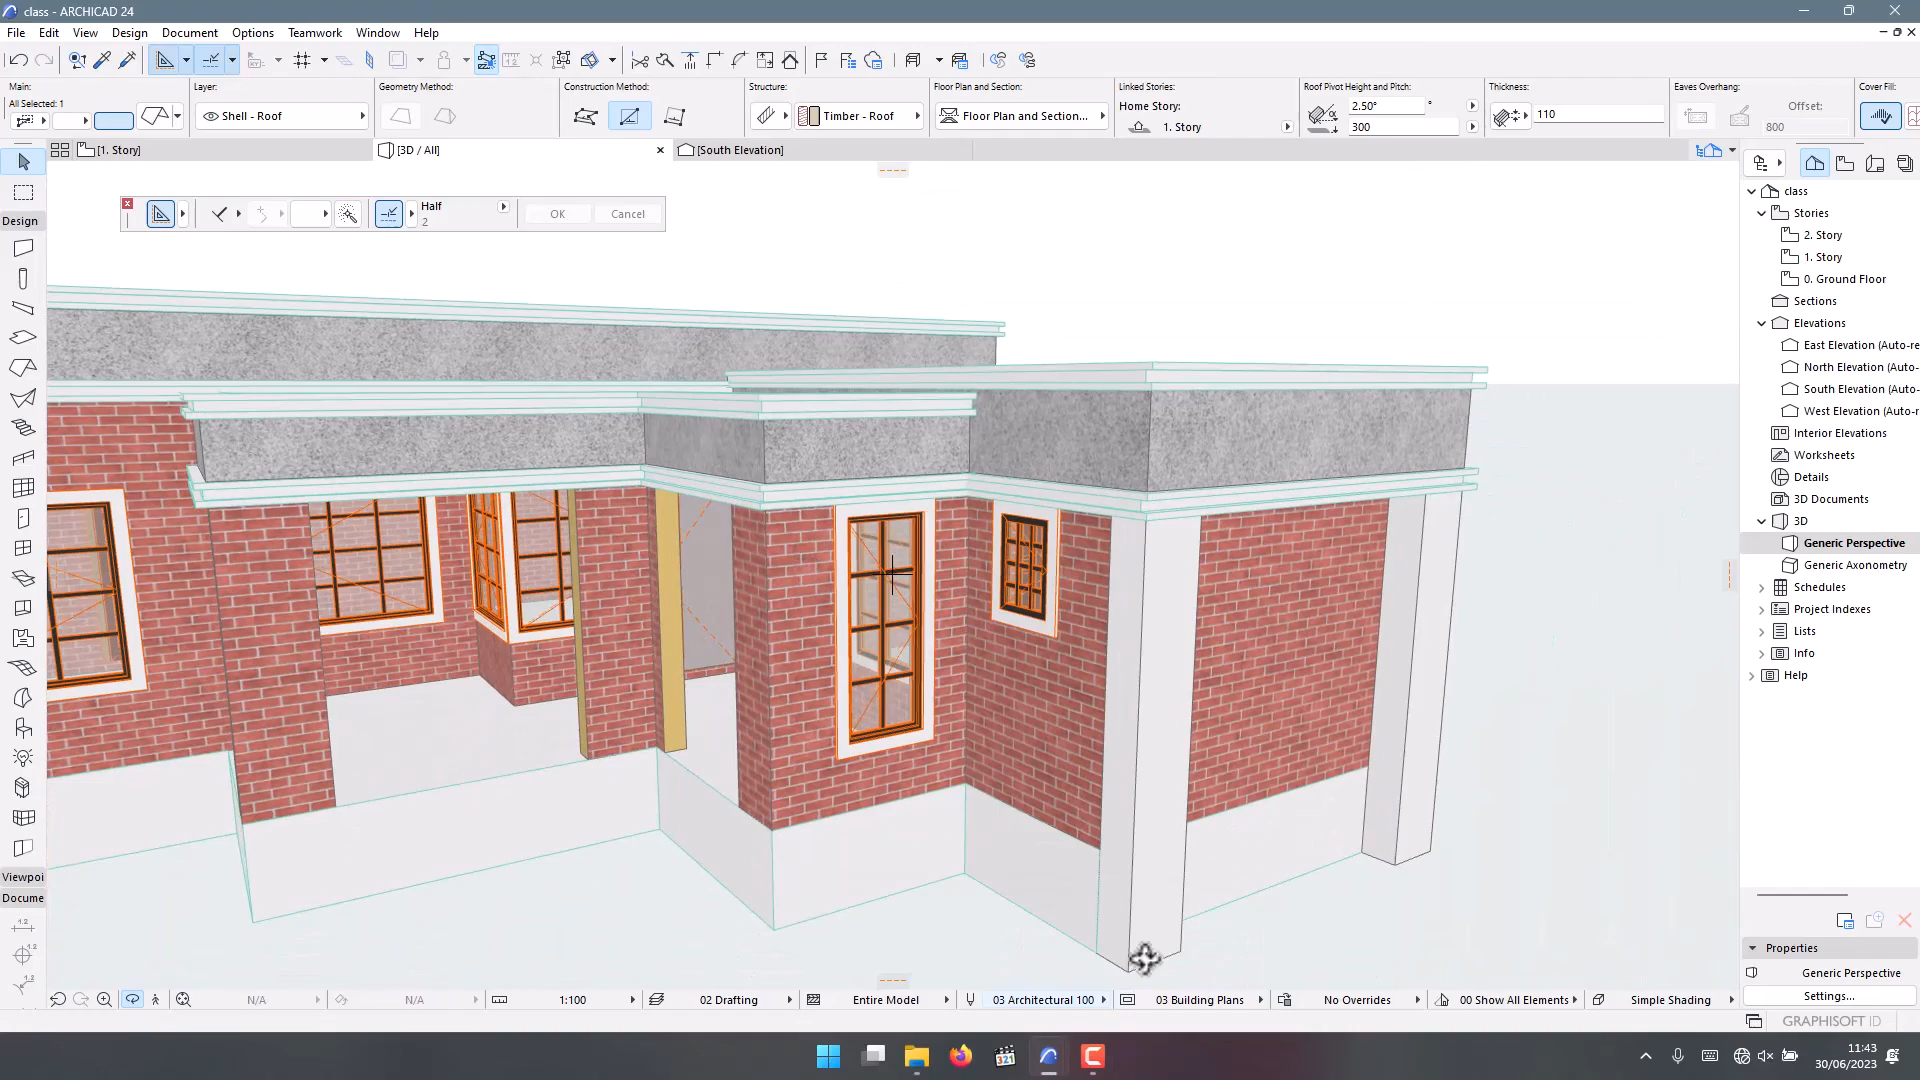 class - ARCHICAD 24
File Edit View Design Document Options Teamwork Window Help
Main:
All Selected: 1
Layer:
Shell - Roof
Geometry Method:
Construction Method:
Structure:
Timber - Roof
Floor Plan and Section:
Floor Plan and Section...
Linked Stories:
Home Story:
1. Story
Roof Pivot Height and Pitch:
2.50°
°
300
Thickness:
110
Eaves Overhang:
Offset:
800
Cover Fill:
[1. Story]
[3D / All]
[South Elevation]
Half
2
OK
Cancel
Design
Viewpoi
Docume
class
Stories
2. Story
1. Story
0. Ground Floor
Sections
Elevations
East Elevation (Auto-re
North Elevation (Auto-
South Elevation (Auto-
West Elevation (Auto-r
Interior Elevations
Worksheets
Details
3D Documents
3D
Generic Perspective
Generic Axonometry
Schedules
Project Indexes
Lists
Info
Help
Properties
Generic Perspective
Settings...
N/A
N/A
1:100
02 Drafting
Entire Model
03 Architectural 100
03 Building Plans
No Overrides
00 Show All Elements
Simple Shading
GRAPHISOFT ID
11:43
30/06/2023